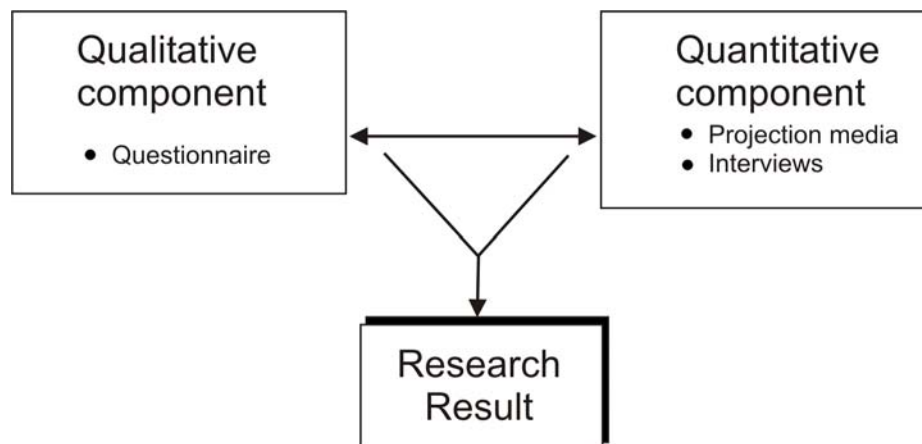 Qualitative
component
• Questionnaire
Quantitative
component
• Projection media
• Interviews
Research
Result